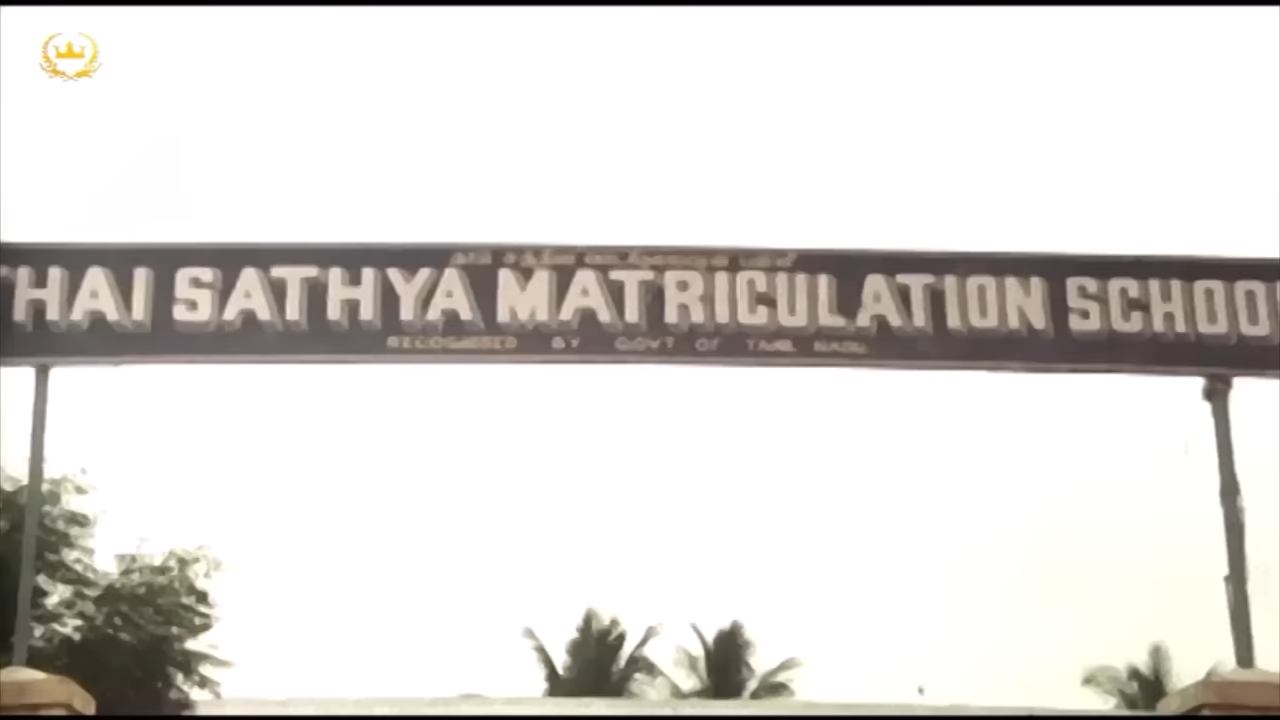 HAI SATHYA MATRICULATION SCHOO
RECOGNISED BY GOVT OF TAMIL NADU